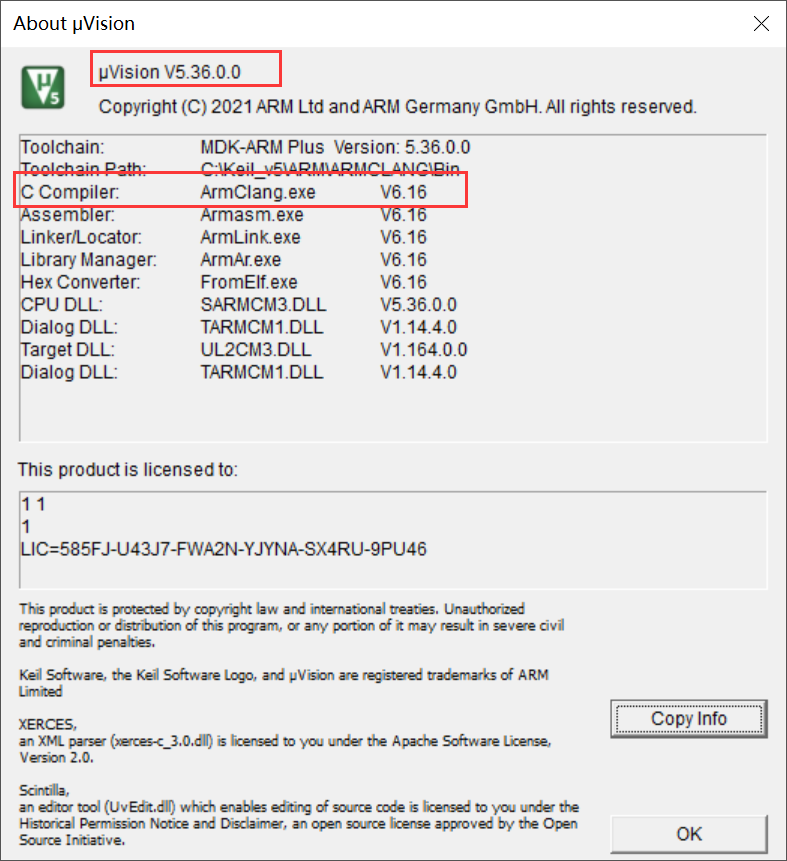 About µVision
µVision V5.36.0.0
Copyright (C) 2021 ARM Ltd and ARM Germany GmbH. All rights reserved.
Toolchain: MDK-ARM Plus Version: 5.36.0.0
Toolchain Path: C:\Keil_v5\ARM\ARMCLANG\Bin
C Compiler: ArmClang.exe V6.16
Assembler: Armasm.exe V6.16
Linker/Locator: ArmLink.exe V6.16
Library Manager: ArmAr.exe V6.16
Hex Converter: FromElf.exe V6.16
CPU DLL: SARMCM3.DLL V5.36.0.0
Dialog DLL: TARMCM1.DLL V1.14.4.0
Target DLL: UL2CM3.DLL V1.164.0.0
Dialog DLL: TARMCM1.DLL V1.14.4.0
This product is licensed to:
1 1
1
LIC=585FJ-U43J7-FWA2N-YJYNA-SX4RU-9PU46
This product is protected by copyright law and international treaties. Unauthorized
reproduction or distribution of this program, or any portion of it may result in severe civil
and criminal penalties.
Keil Software, the Keil Software Logo, and µVision are registered trademarks of ARM
Limited
XERCES,
an XML parser (xerces-c_3.0.dll) is licensed to you under the Apache Software License,
Version 2.0.
Scintilla,
an editor tool (UvEdit.dll) which enables editing of source code is licensed to you under the
Historical Permission Notice and Disclaimer, an open source license approved by the Open
Source Initiative.
Copy Info
OK